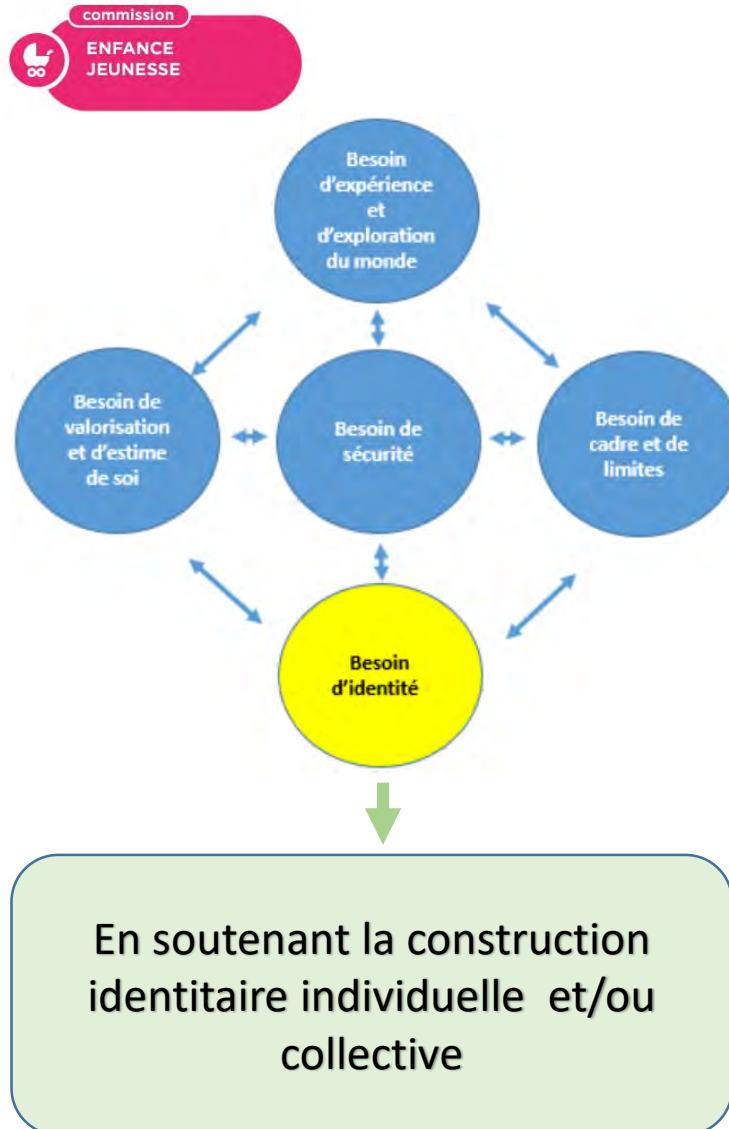 commission
ENFANCE
JEUNESSE
Besoin
d'expérience
et
d'exploration
du monde
Besoin de
valorisation
et d'estime
de soi
Besoin de
sécurité
Besoin de
cadre et de
limites
Besoin
d'identité
En soutenant la construction
identitaire individuelle et/ou
collective